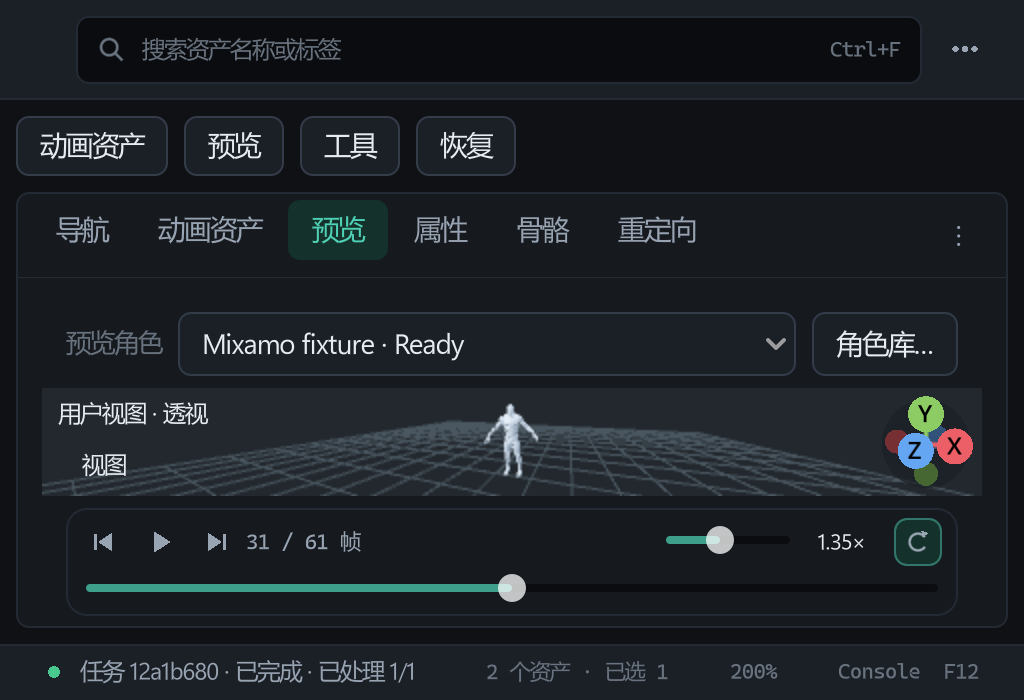 搜索资产名称或标签 Ctrl+F
动画资产 预览 工具 恢复
导航 动画资产 预览 属性 骨骼 重定向
预览角色 Mixamo fixture · Ready 角色库...
用户视图 · 透视
视图
Y
Z X
31 / 61 帧 1.35×
任务 12a1b680 · 已完成 · 已处理 1/1 2 个资产 · 已选 1 200% Console F12